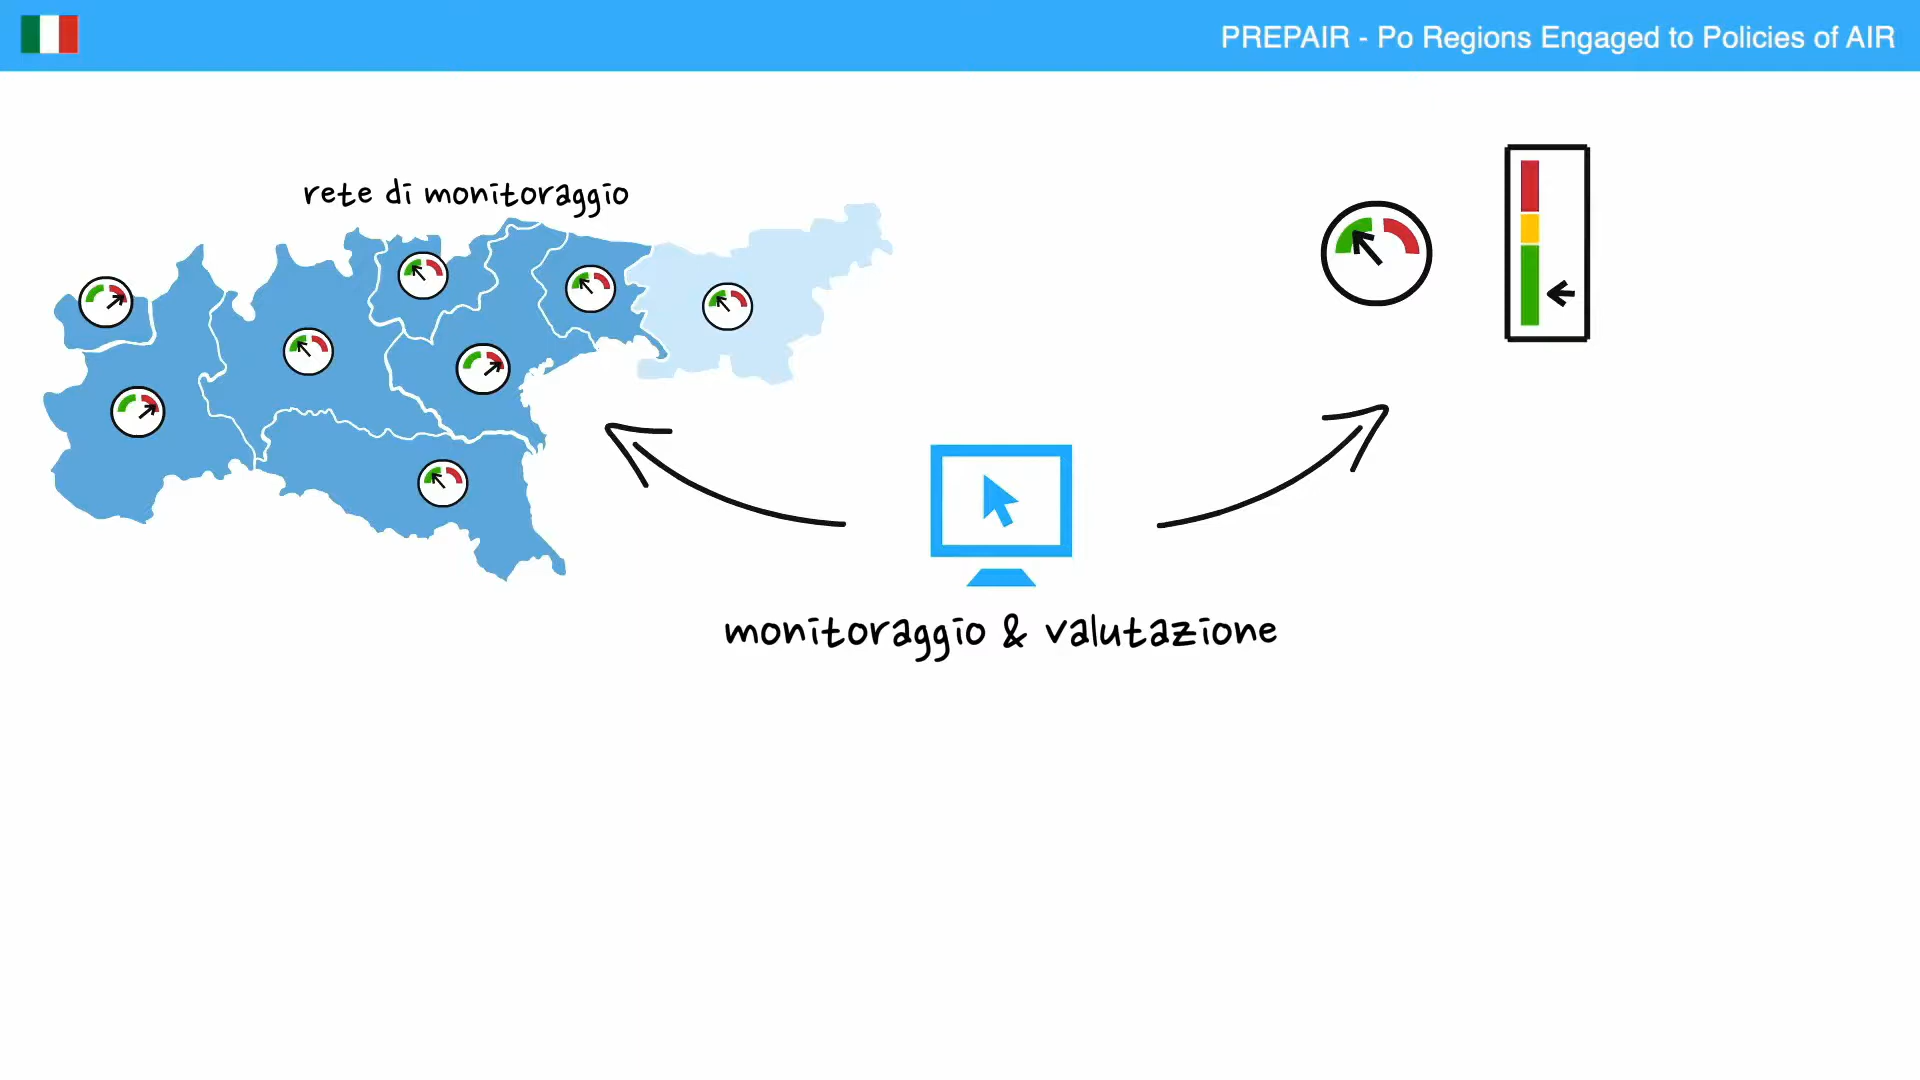 PREPAIR - Po Regions Engaged to Policies of AIR
rete di monitoraggio
monitoraggio & valutazione